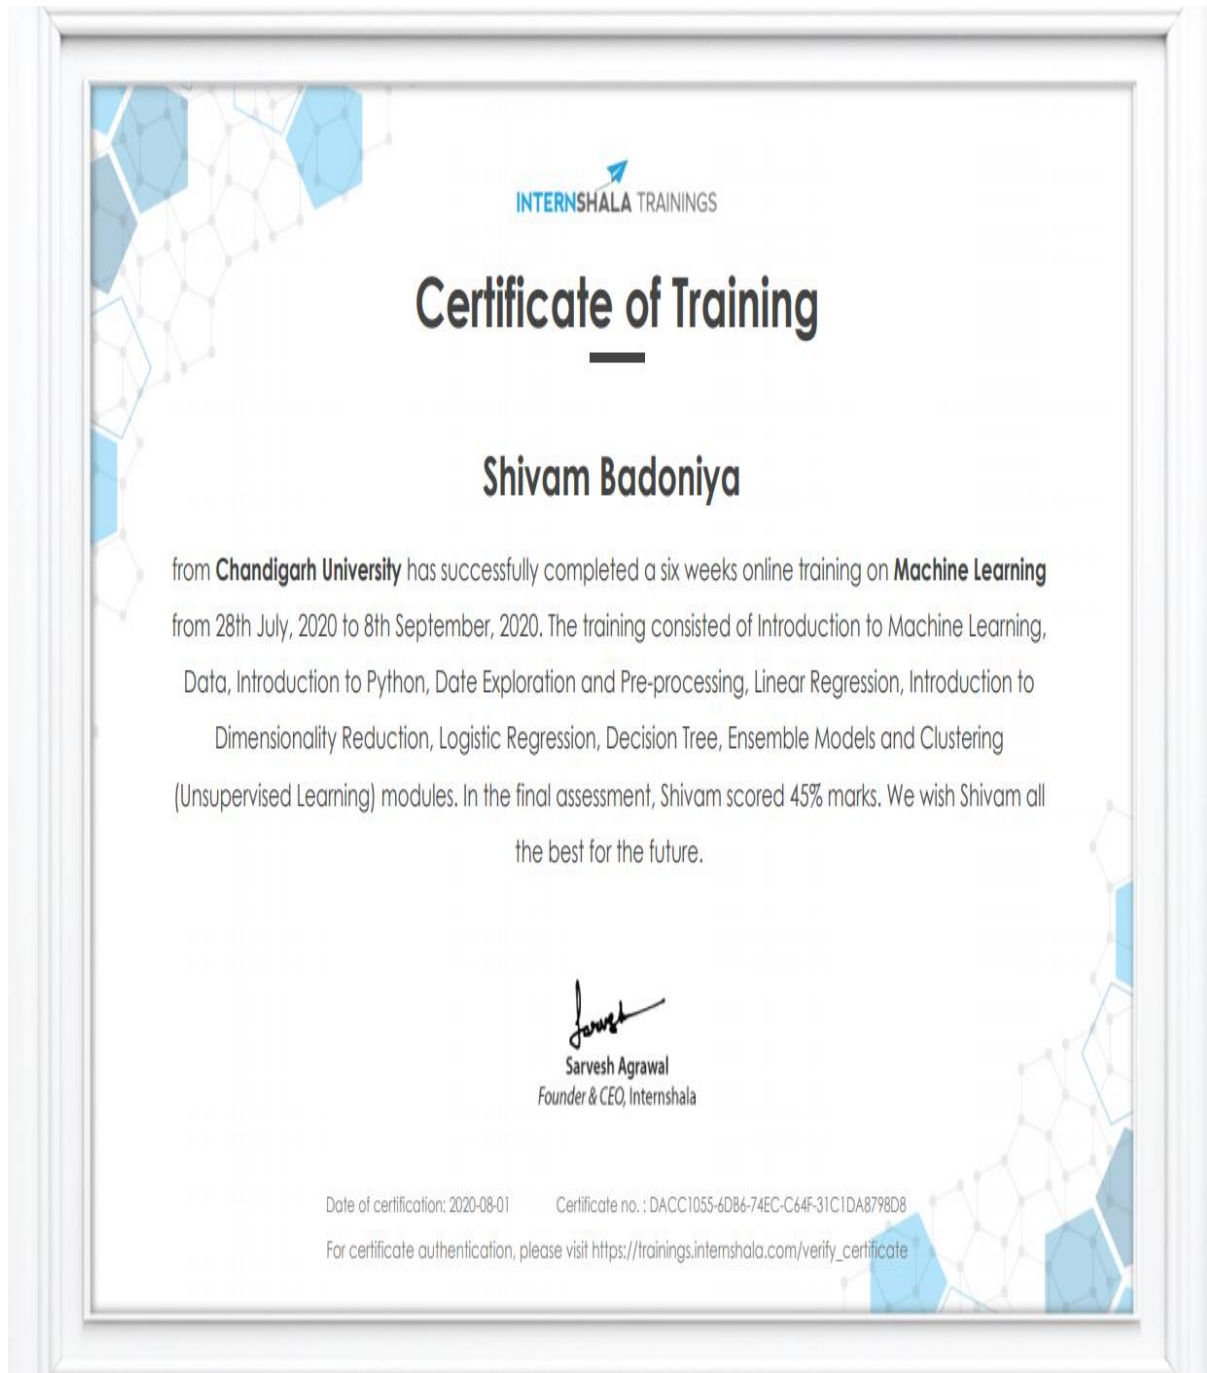 INTERNSHALA TRAININGS
Certificate of Training
Shivam Badoniya
from Chandigarh University has successfully completed a six weeks online training on Machine Learning
from 28th July, 2020 to 8th September, 2020. The training consisted of Introduction to Machine Learning,
Data, Introduction to Python, Date Exploration and Pre-processing, Linear Regression, Introduction to
Dimensionality Reduction, Logistic Regression, Decision Tree, Ensemble Models and Clustering
(Unsupervised Learning) modules. In the final assessment, Shivam scored 45% marks. We wish Shivam all
the best for the future.
Sarvesh
Sarvesh Agrawal
Founder & CEO, Internshala
Date of certification: 2020-08-01 Certificate no. : DACC1055-6DB6-74EC-C64F-31C1DA8798D8
For certificate authentication, please visit https://trainings.internshala.com/verify_certificate